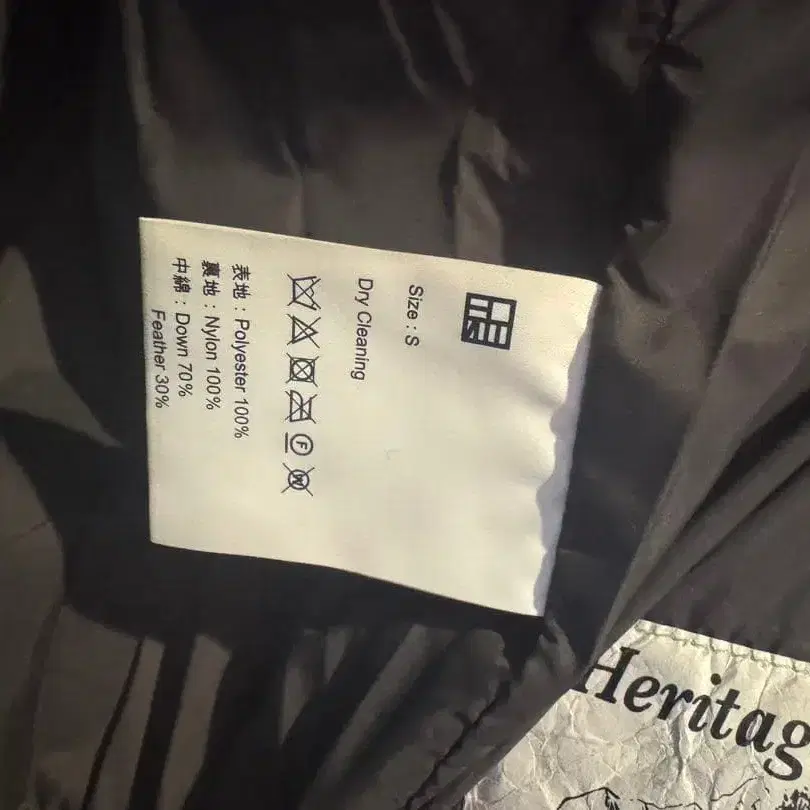 Size : S
Dry Cleaning
F
W
表地 : Polyester 100%
裏地 : Nylon 100%
中綿 : Down 70%
Feather 30%
Heritag